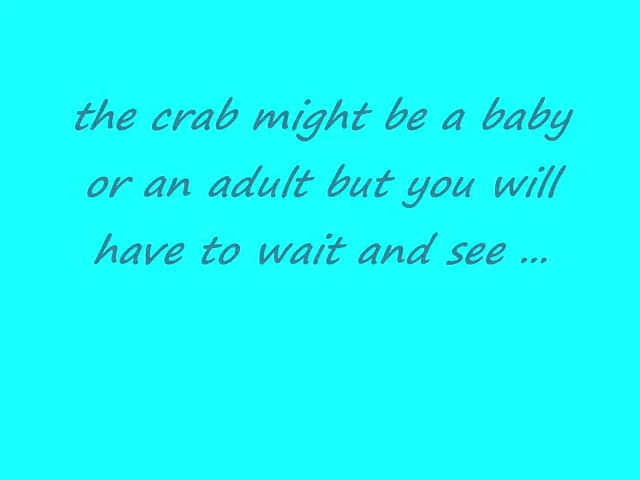 the crab might be a baby
or an adult but you will
have to wait and see ...